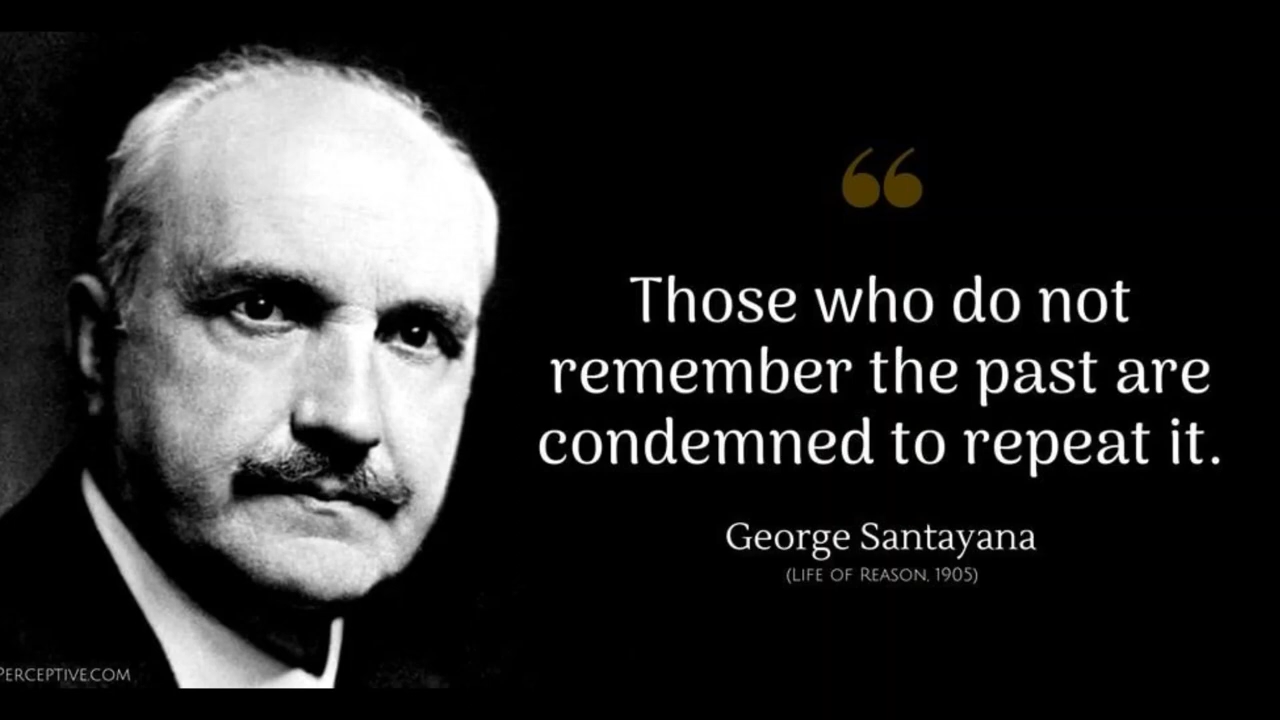 “
Those who do not
remember the past are
condemned to repeat it.
George Santayana
(Life of Reason, 1905)
Perceptive.com